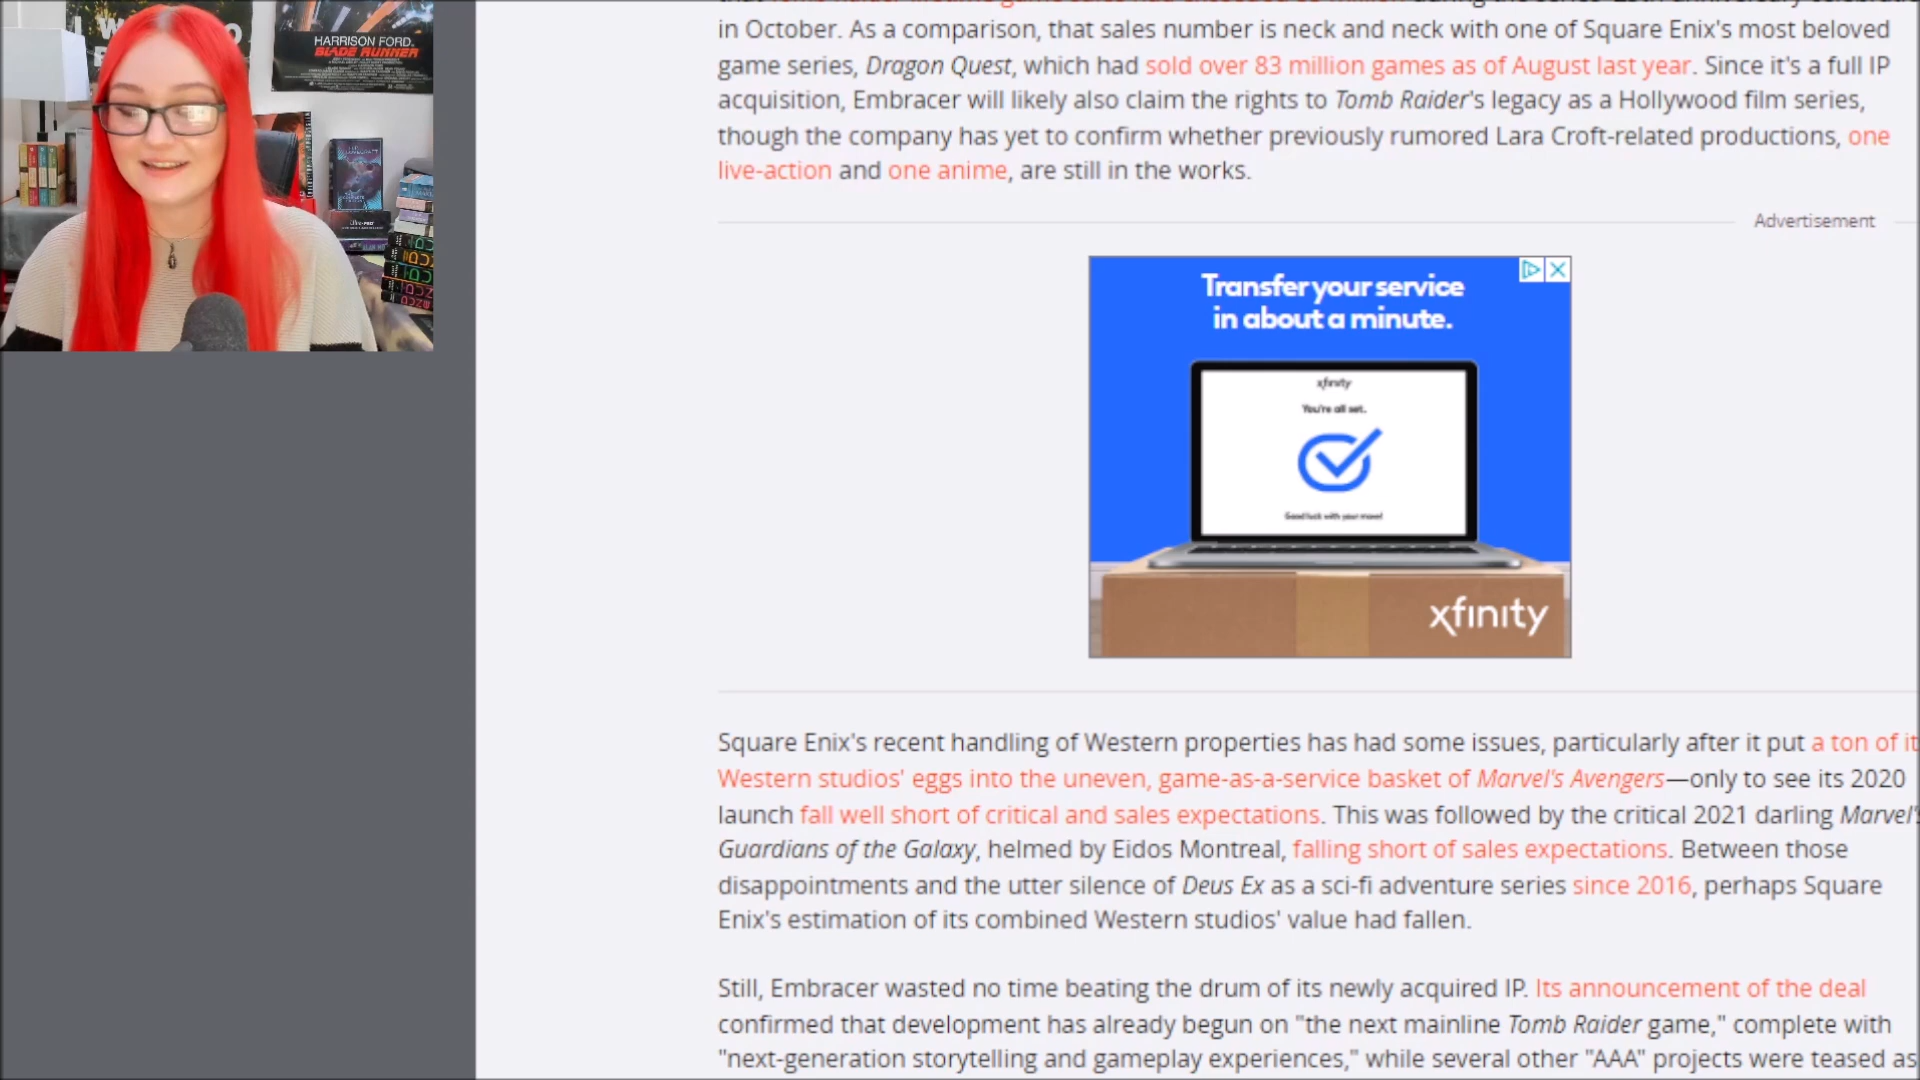 HARRISON FORD.
BLADE RUNNER
in October. As a comparison, that sales number is neck and neck with one of Square Enix's most beloved
game series, Dragon Quest, which had sold over 83 million games as of August last year. Since it's a full IP
acquisition, Embracer will likely also claim the rights to Tomb Raider's legacy as a Hollywood film series,
though the company has yet to confirm whether previously rumored Lara Croft-related productions, one
live-action and one anime, are still in the works.
Advertisement
Transfer your service
in about a minute.
xfinity
You're all set.
Good luck with your move!
xfinity
Square Enix's recent handling of Western properties has had some issues, particularly after it put a ton of it
Western studios' eggs into the uneven, game-as-a-service basket of Marvel's Avengers—only to see its 2020
launch fall well short of critical and sales expectations. This was followed by the critical 2021 darling Marvel's
Guardians of the Galaxy, helmed by Eidos Montreal, falling short of sales expectations. Between those
disappointments and the utter silence of Deus Ex as a sci-fi adventure series since 2016, perhaps Square
Enix's estimation of its combined Western studios' value had fallen.
Still, Embracer wasted no time beating the drum of its newly acquired IP. Its announcement of the deal
confirmed that development has already begun on "the next mainline Tomb Raider game," complete with
"next-generation storytelling and gameplay experiences," while several other "AAA" projects were teased as